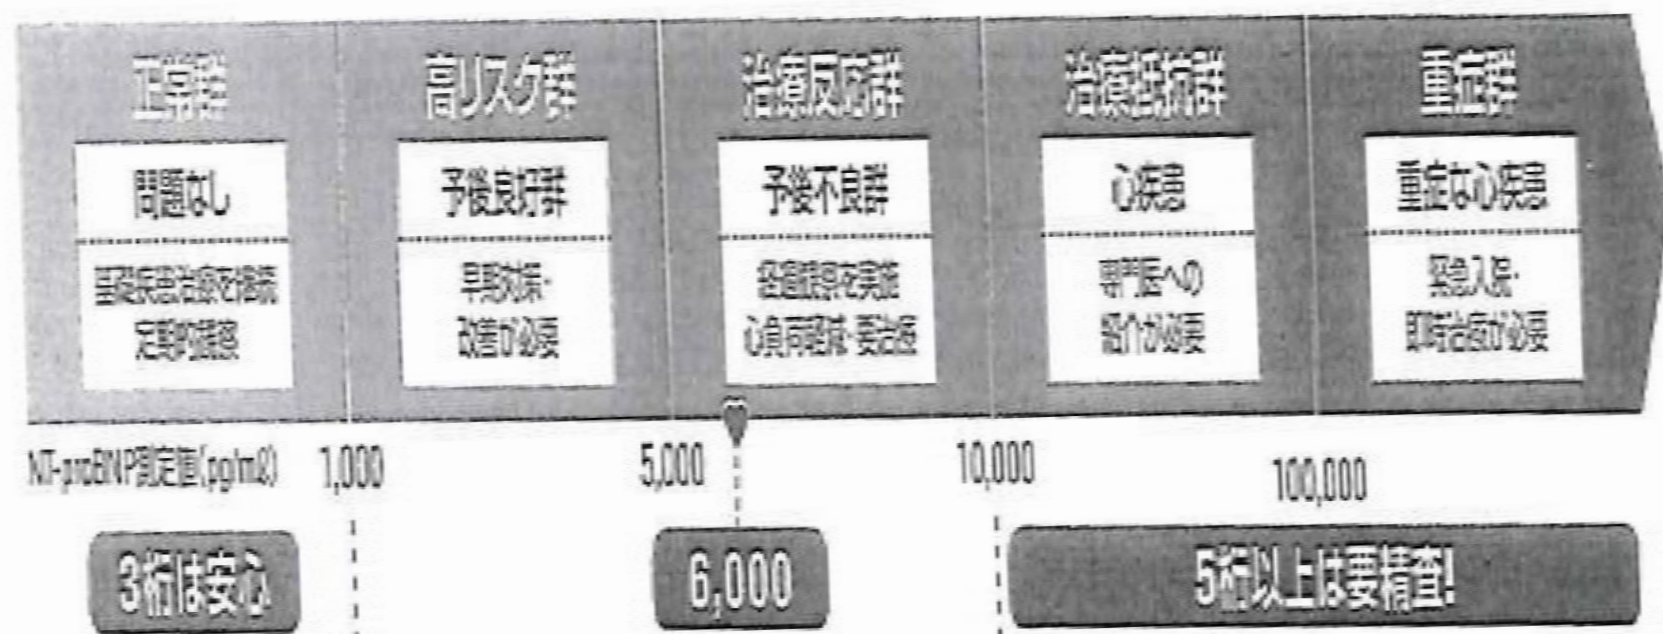 正常群
高リスク群
治療反応群
治療抵抗群
重症群
問題なし
予後良好群
予後不良群
心疾患
重症な心疾患
基礎疾患治療を継続
定期的観察
早期対策・
改善が必要
経過観察を実施
心負荷軽減・要治療
専門医への
紹介が必要
緊急入院・
即時治療が必要
NT-proBNP測定値(pg/mℓ)
1,000
5,000
10,000
100,000
3桁は安心
6,000
5桁以上は要精査!